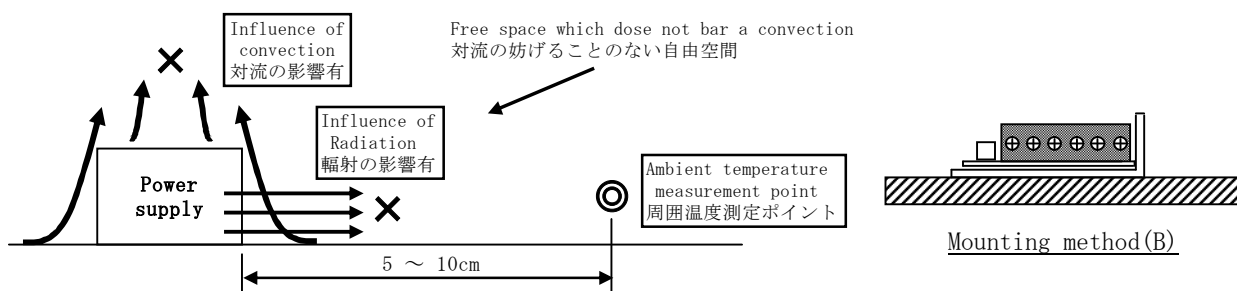 Influence of
convection
対流の影響有
Free space which dose not bar a convection
対流の妨げることのない自由空間
Influence of
Radiation
輻射の影響有
Power
supply
Ambient temperature
measurement point
周囲温度測定ポイント
5 ～ 10cm
Mounting method(B)